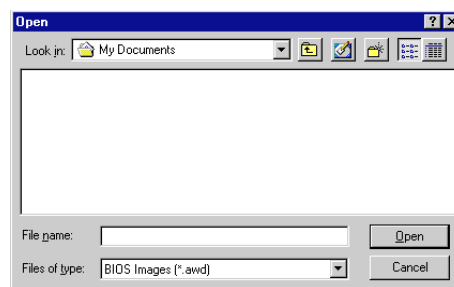 Open
Look in: My Documents
File name: Open
Files of type: BIOS Images (*.awd) Cancel